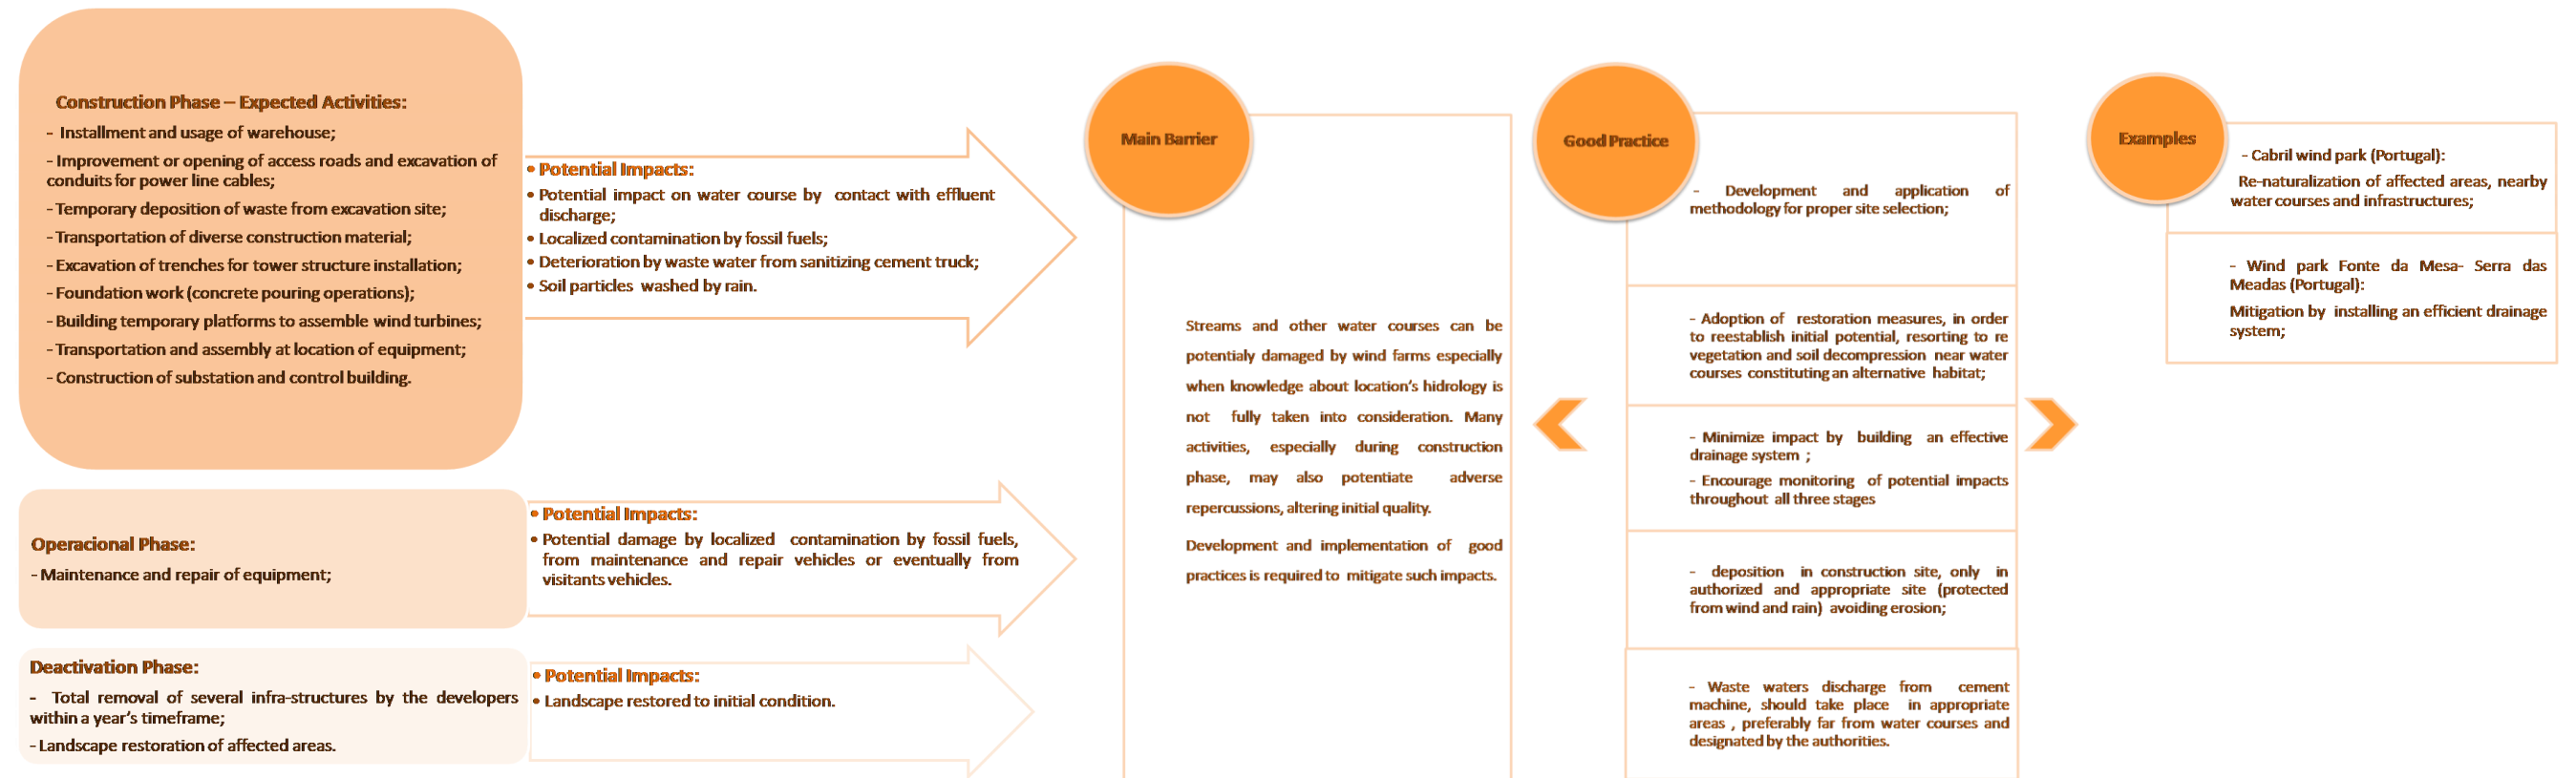 Construction Phase – Expected Activities:
- Installment and usage of warehouse;
- Improvement or opening of access roads and excavation of
conduits for power line cables;
- Temporary deposition of waste from excavation site;
- Transportation of diverse construction material;
- Excavation of trenches for tower structure installation;
- Foundation work (concrete pouring operations);
- Building temporary platforms to assemble wind turbines;
- Transportation and assembly at location of equipment;
- Construction of substation and control building.
• Potential Impacts:
• Potential impact on water course by contact with effluent
discharge;
• Localized contamination by fossil fuels;
• Deterioration by waste water from sanitizing cement truck;
• Soil particles washed by rain.
Operacional Phase:
- Maintenance and repair of equipment;
• Potential Impacts:
• Potential damage by localized contamination by fossil fuels,
from maintenance and repair vehicles or eventually from
visitants vehicles.
Deactivation Phase:
- Total removal of several infra-structures by the developers
within a year's timeframe;
- Landscape restoration of affected areas.
• Potential Impacts:
• Landscape restored to initial condition.
Main Barrier
Streams and other water courses can be
potentialy damaged by wind farms especially
when knowledge about location's hidrology is
not fully taken into consideration. Many
activities, especially during construction
phase, may also potentiate adverse
repercussions, altering initial quality.
Development and implementation of good
practices is required to mitigate such impacts.
Good Practice
- Development and application of
methodology for proper site selection;
- Adoption of restoration measures, in order
to reestablish initial potential, resorting to re
vegetation and soil decompression near water
courses constituting an alternative habitat;
- Minimize impact by building an effective
drainage system ;
- Encourage monitoring of potential impacts
throughout all three stages
- deposition in construction site, only in
authorized and appropriate site (protected
from wind and rain) avoiding erosion;
- Waste waters discharge from cement
machine, should take place in appropriate
areas , preferably far from water courses and
designated by the authorities.
Examples
- Cabril wind park (Portugal):
Re-naturalization of affected areas, nearby
water courses and infrastructures;
- Wind park Fonte da Mesa- Serra das
Meadas (Portugal):
Mitigation by installing an efficient drainage
system;